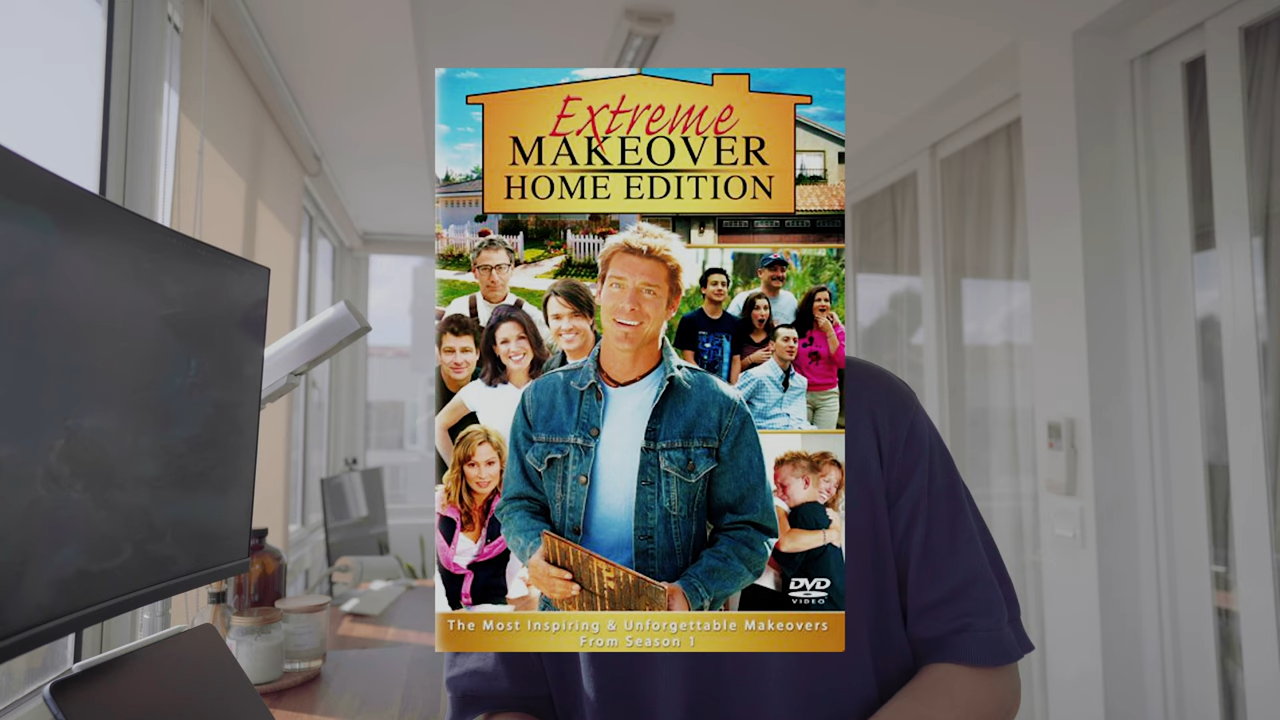 Extreme
MAKEOVER
HOME EDITION
DVD
VIDEO
The Most Inspiring & Unforgettable Makeovers
From Season 1